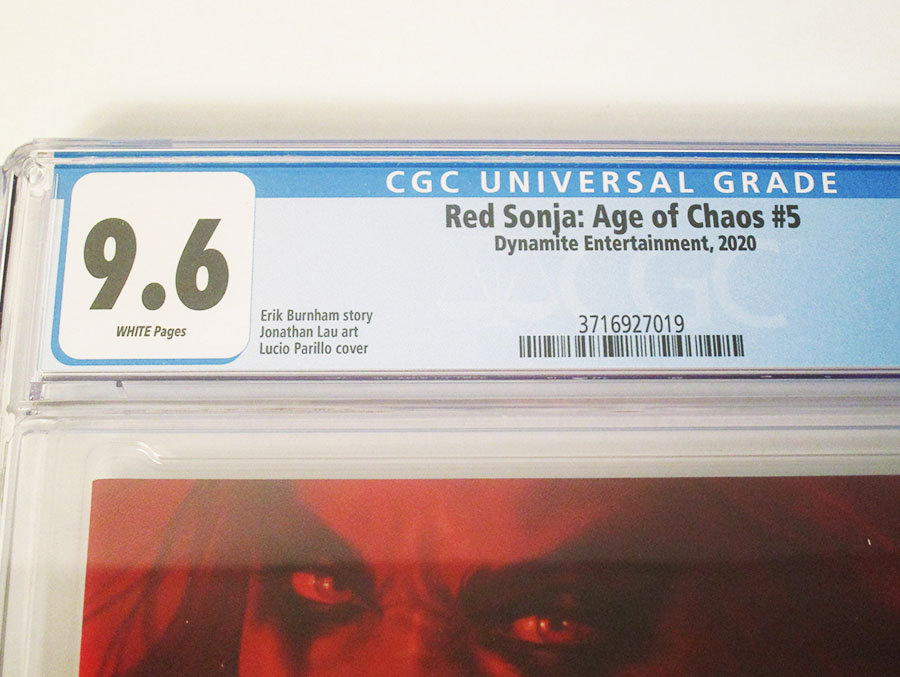 CGC UNIVERSAL GRADE
Red Sonja: Age of Chaos #5
Dynamite Entertainment, 2020
9.6
WHITE Pages
Erik Burnham story
Jonathan Lau art
Lucio Parillo cover
CGC
3716927019